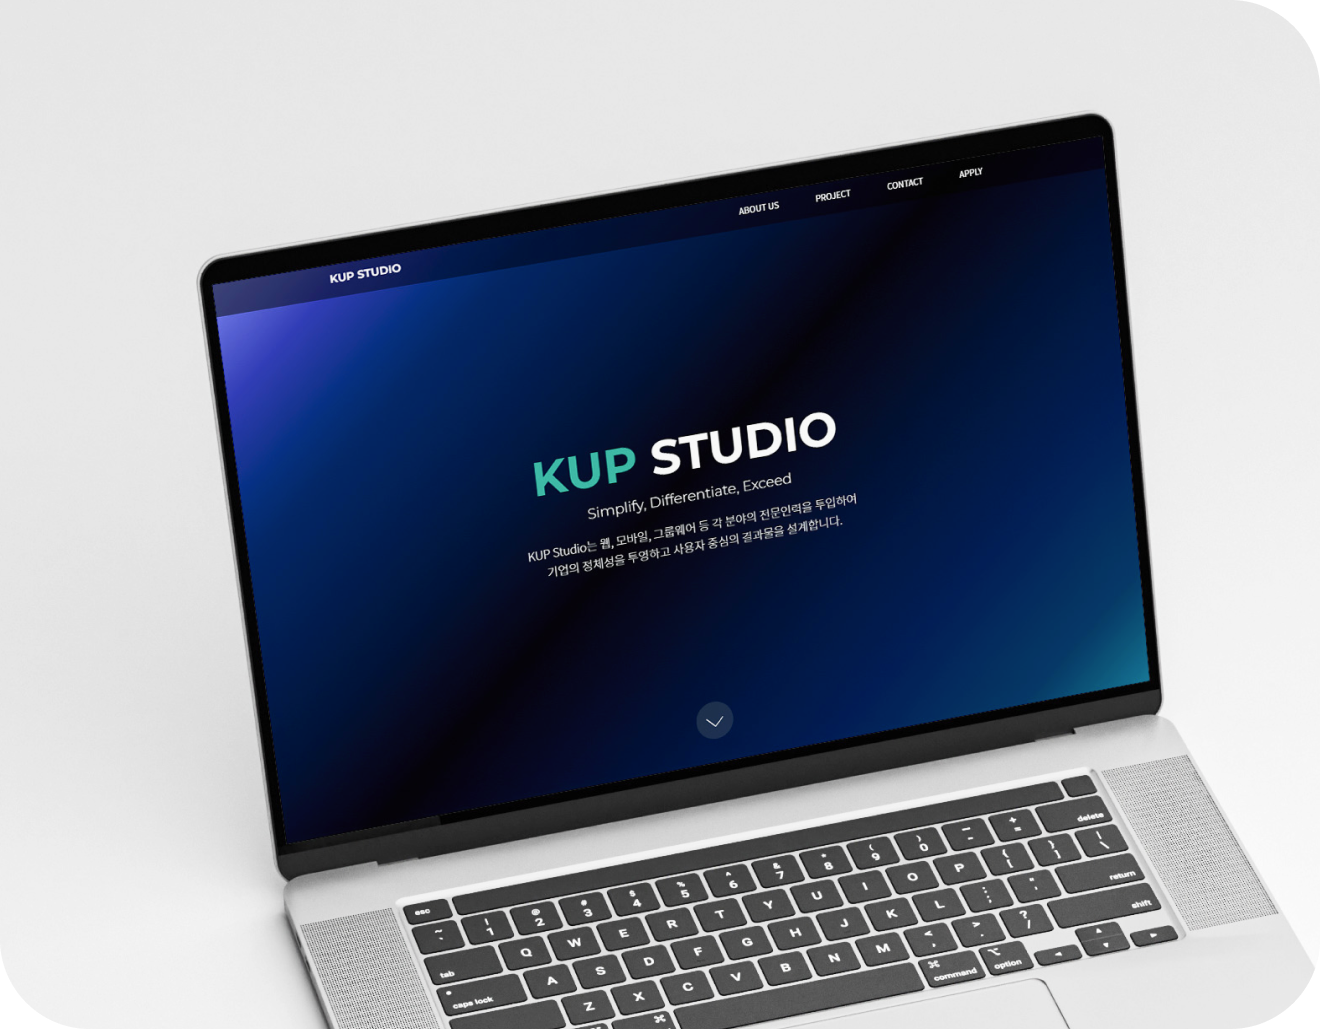 ABOUT US PROJECT CONTACT APPLY
KUP STUDIO
KUP STUDIO
Simplify, Differentiate, Exceed
KUP Studio는 웹, 모바일, 그룹웨어 등 각 분야의 전문인력을 투입하여
기업의 정체성을 투영하고 사용자 중심의 결과물을 설계합니다.
esc
~ ! 1 @ 2 # 3 $ 4 % 5 ^ 6 & 7 * 8 ( 9 ) 0 — - + = delete
tab Q W E R T Y U I O P { [ } ] | \
caps lock A S D F G H J K L : ; " ' return
Z X C V B N M < , > . ? / shift
⌘ ⌘ command ⌥ option ◄ ▲ ▼ ►